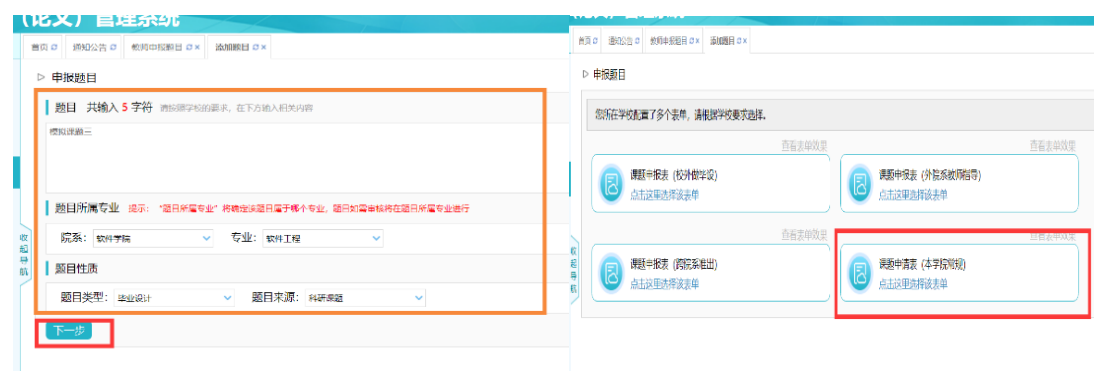 （论文）管理系统
首页 通知公告 教师申报题目 × 添加题目 ×
▷ 申报题目
题目 共输入 5 字符 请按照学校的要求，在下方输入相关内容
模拟课题三
题目所属专业 提示：“题目所属专业”将确定该题目属于哪个专业，题目如需审核将在题目所属专业进行
院系： 软件学院 专业： 软件工程
题目性质
题目类型： 毕业设计 题目来源： 科研课题
下一步
收起导航
首页 通知公告 教师申报题目 × 添加题目 ×
▷ 申报题目
您所在学校配置了多个表单，请根据学校要求选择。
查看表单效果 查看表单效果
课题申报表（校外做毕设） 课题申报表（外院系教师指导）
点击这里选择该表单 点击这里选择该表单
查看表单效果 查看表单效果
课题申报表（跨院系推出） 课题申请表（本学院常规）
点击这里选择该表单 点击这里选择该表单
收起导航